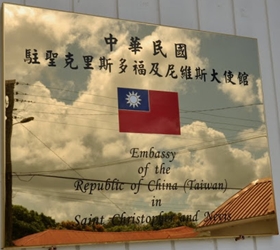 中華民國
駐聖克里斯多福及尼維斯大使館
Embassy
of the
Republic of China (Taiwan)
in
Saint Christopher and Nevis